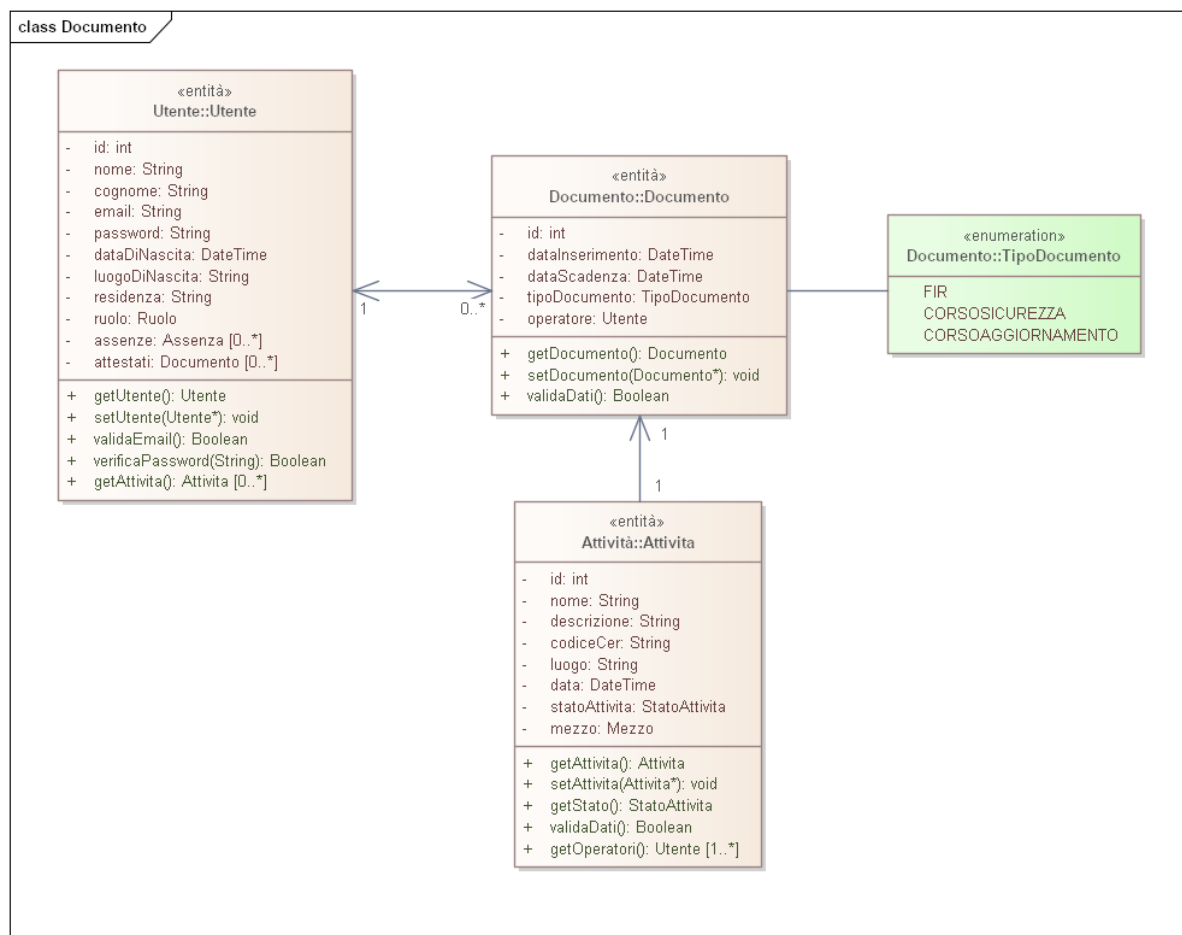 class Documento
«entità»
Utente::Utente
- id: int
- nome: String
- cognome: String
- email: String
- password: String
- dataDiNascita: DateTime
- luogoDiNascita: String
- residenza: String
- ruolo: Ruolo
- assenze: Assenza [0..*]
- attestati: Documento [0..*]
+ getUtente(): Utente
+ setUtente(Utente*): void
+ validaEmail(): Boolean
+ verificaPassword(String): Boolean
+ getAttivita(): Attivita [0..*]
1
0..*
«entità»
Documento::Documento
- id: int
- dataInserimento: DateTime
- dataScadenza: DateTime
- tipoDocumento: TipoDocumento
- operatore: Utente
+ getDocumento(): Documento
+ setDocumento(Documento*): void
+ validaDati(): Boolean
«enumeration»
Documento::TipoDocumento
FIR
CORSOSICUREZZA
CORSOAGGIORNAMENTO
1
1
«entità»
Attività::Attivita
- id: int
- nome: String
- descrizione: String
- codiceCer: String
- luogo: String
- data: DateTime
- statoAttivita: StatoAttivita
- mezzo: Mezzo
+ getAttivita(): Attivita
+ setAttivita(Attivita*): void
+ getStato(): StatoAttivita
+ validaDati(): Boolean
+ getOperatori(): Utente [1..*]